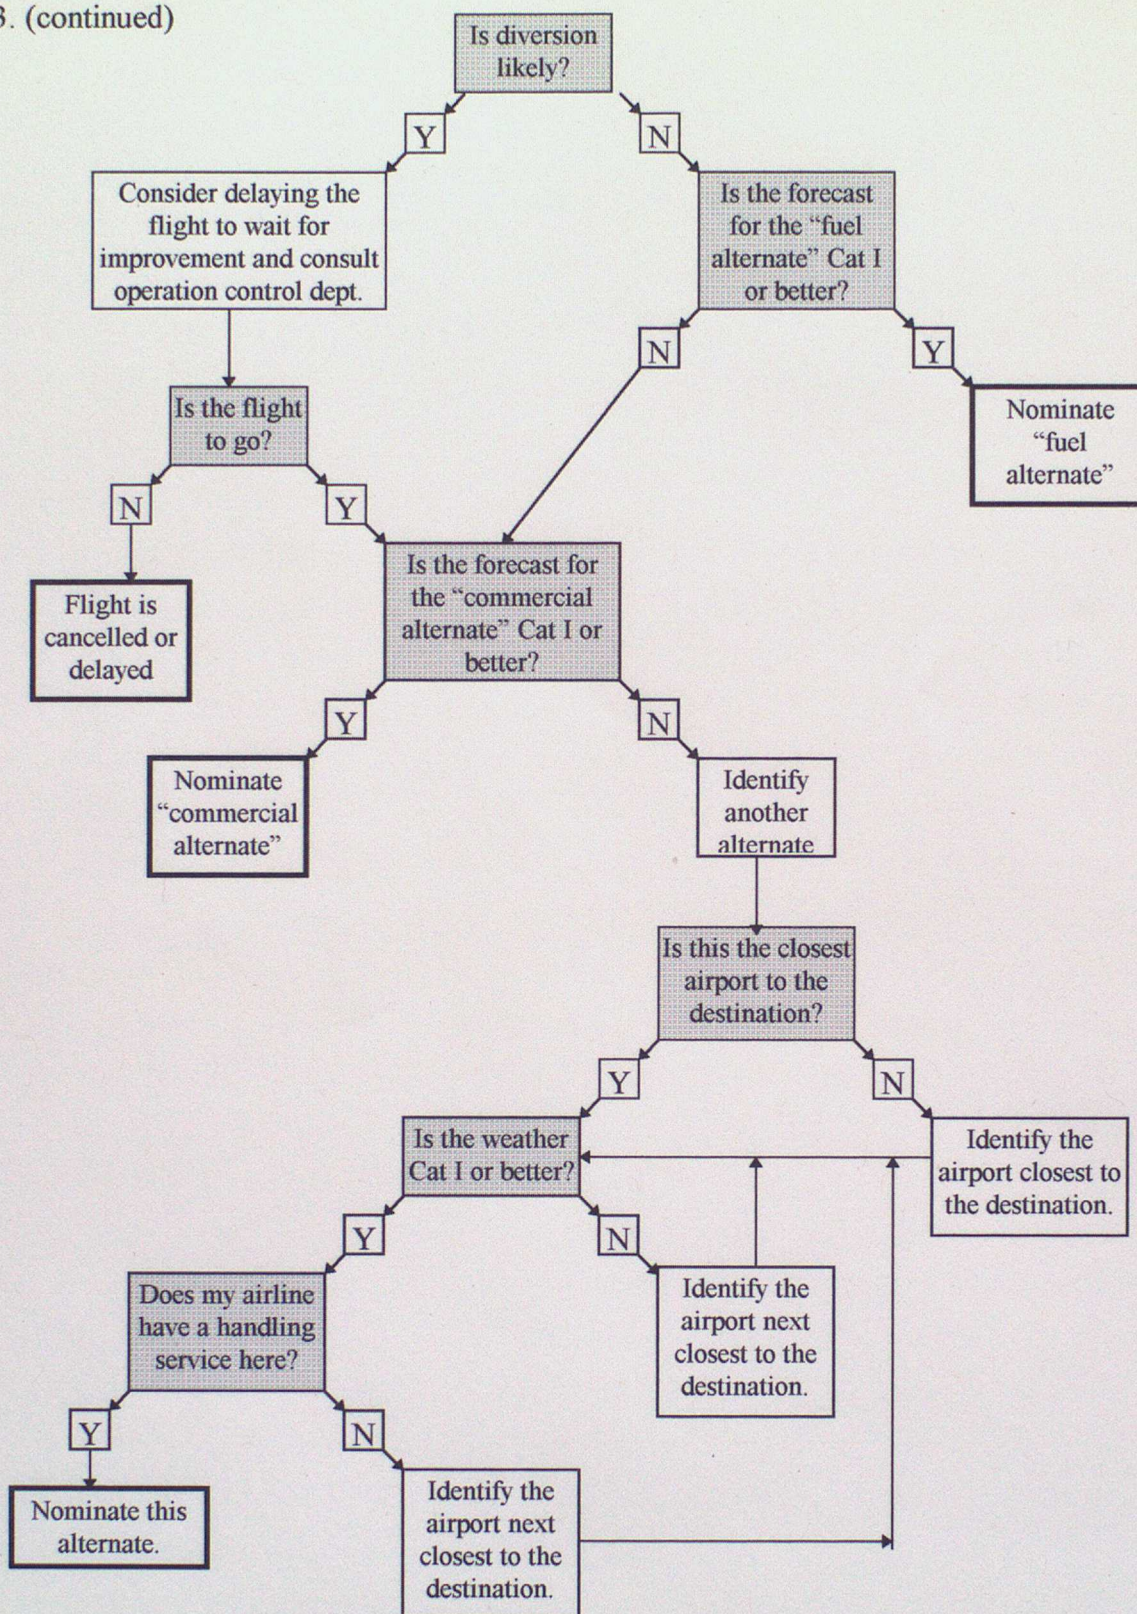 3. (continued)
Is diversion
likely?
Y
N
Consider delaying the
flight to wait for
improvement and consult
operation control dept.
Is the forecast
for the “fuel
alternate” Cat I
or better?
N
Y
Is the flight
to go?
Nominate
“fuel
alternate”
N
Y
Is the forecast for
the “commercial
alternate” Cat I or
better?
Flight is
cancelled or
delayed
Y
N
Nominate
“commercial
alternate”
Identify
another
alternate
Is this the closest
airport to the
destination?
Y
N
Is the weather
Cat I or better?
Identify the
airport closest to
the destination.
Y
N
Does my airline
have a handling
service here?
Identify the
airport next
closest to the
destination.
Y
N
Nominate this
alternate.
Identify the
airport next
closest to the
destination.